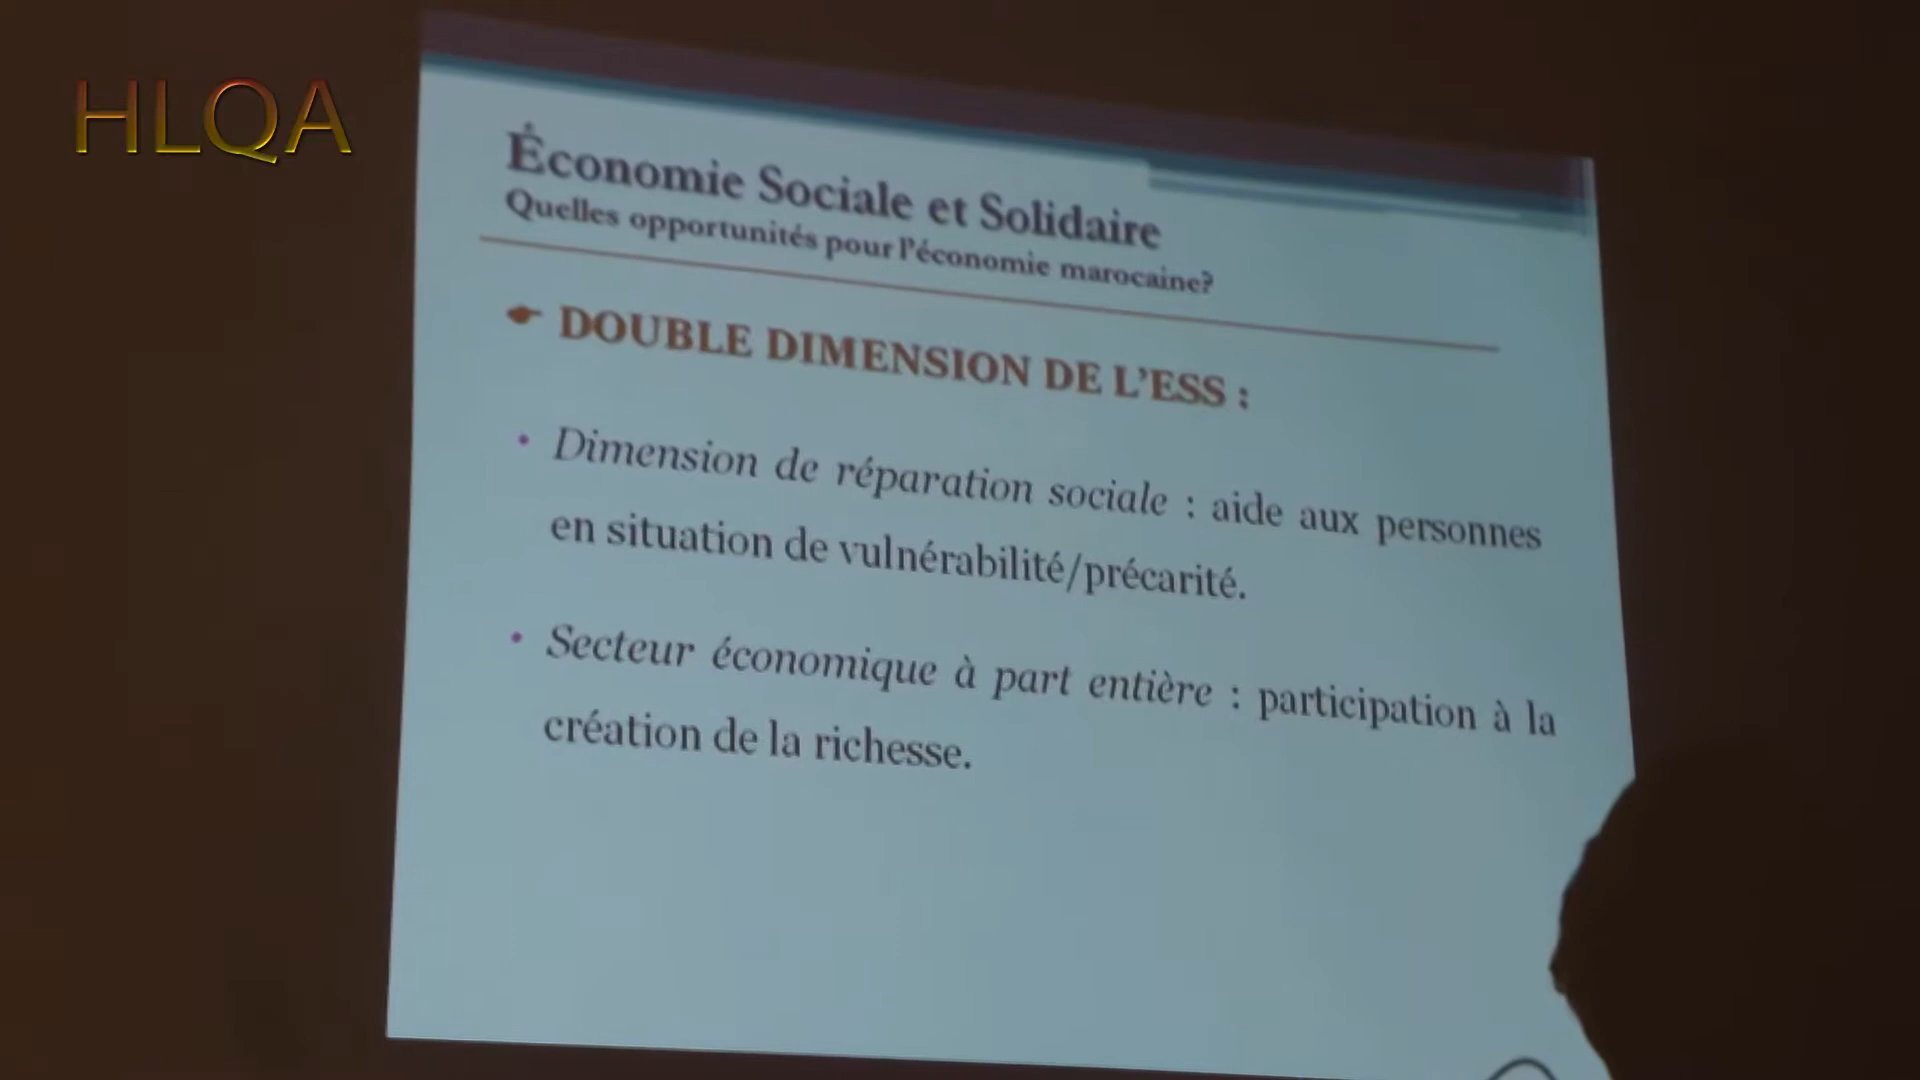 HLQA
Économie Sociale et Solidaire
Quelles opportunités pour l'économie marocaine?
DOUBLE DIMENSION DE L'ESS :
• Dimension de réparation sociale : aide aux personnes
en situation de vulnérabilité/précarité.
• Secteur économique à part entière : participation à la
création de la richesse.